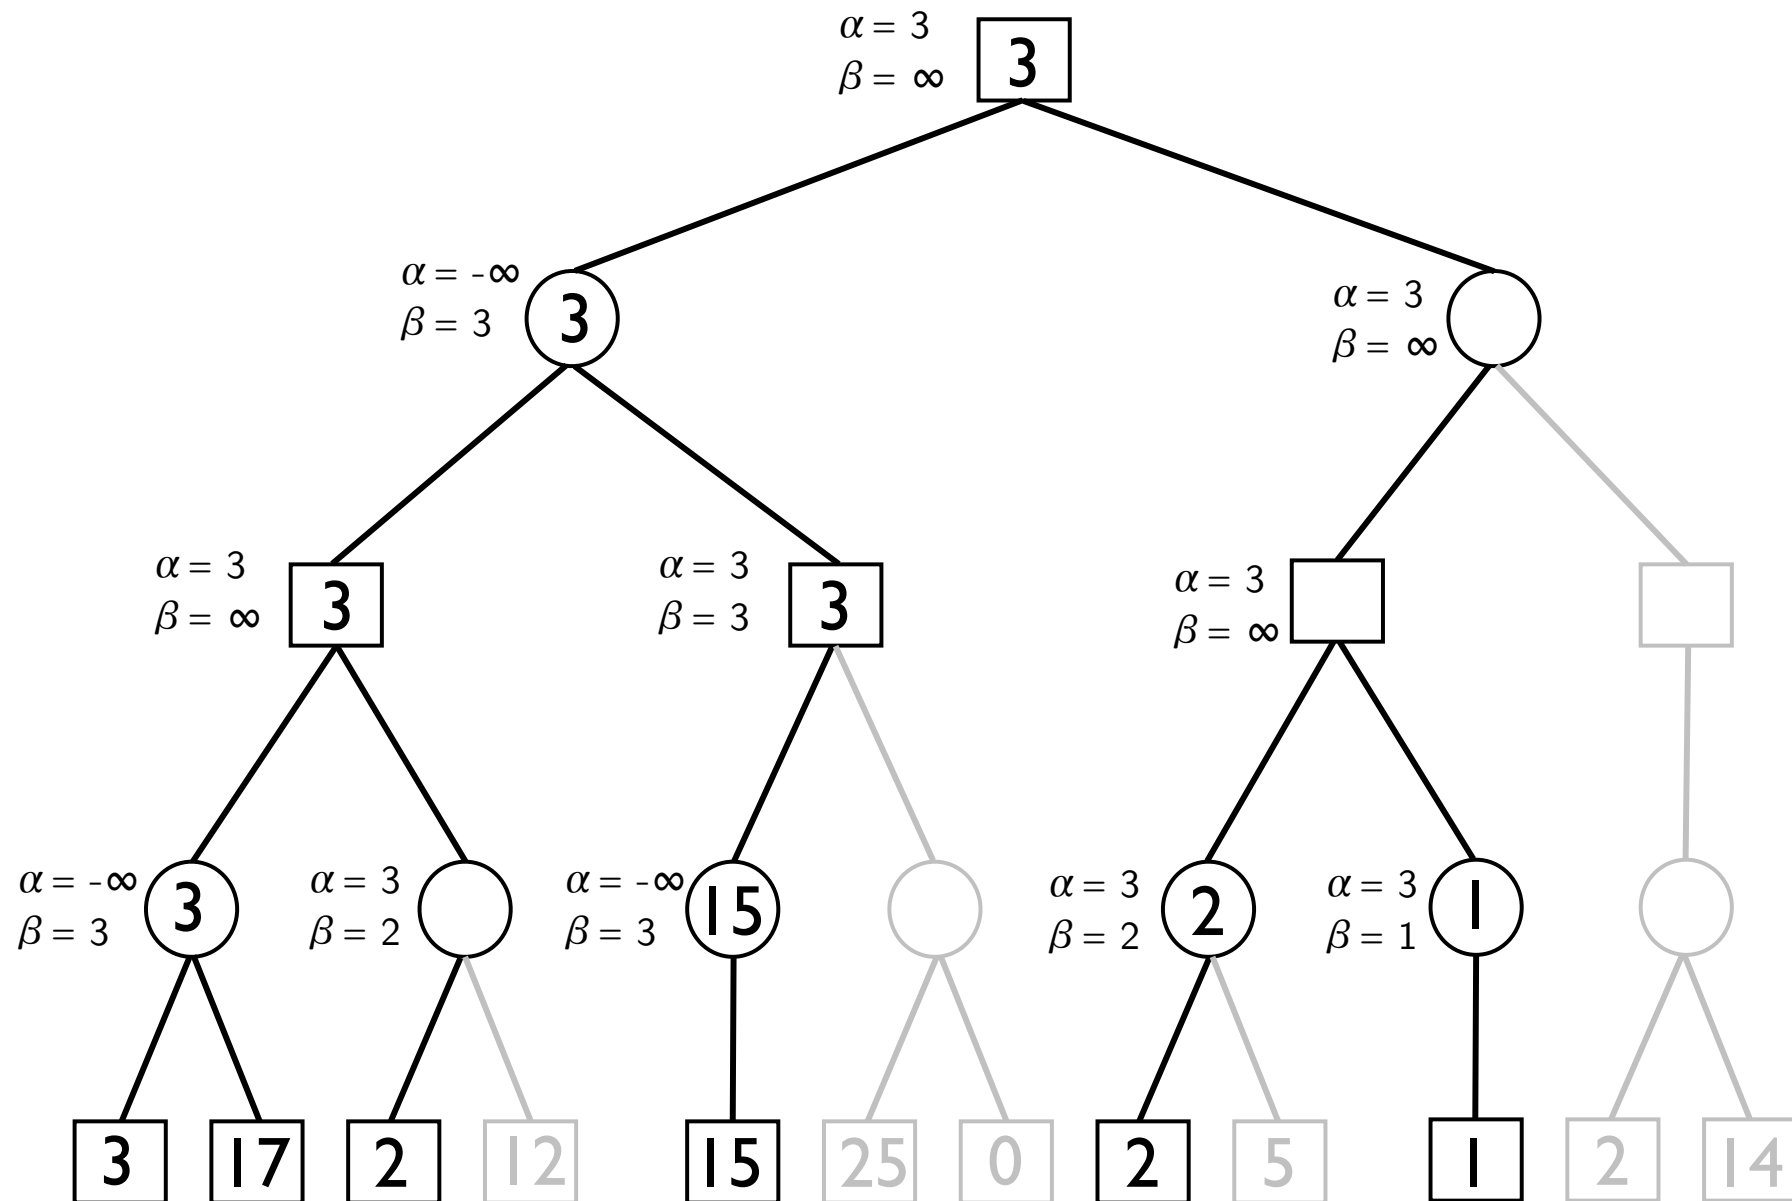 α = 3
β = ∞
3
α = -∞
β = 3
3
α = 3
β = ∞
α = 3
β = ∞
3
α = 3
β = 3
3
α = 3
β = ∞
α = -∞
β = 3
3
α = 3
β = 2
α = -∞
β = 3
15
α = 3
β = 2
2
α = 3
β = 1
1
3 17 2 12 15 25 0 2 5 1 2 14